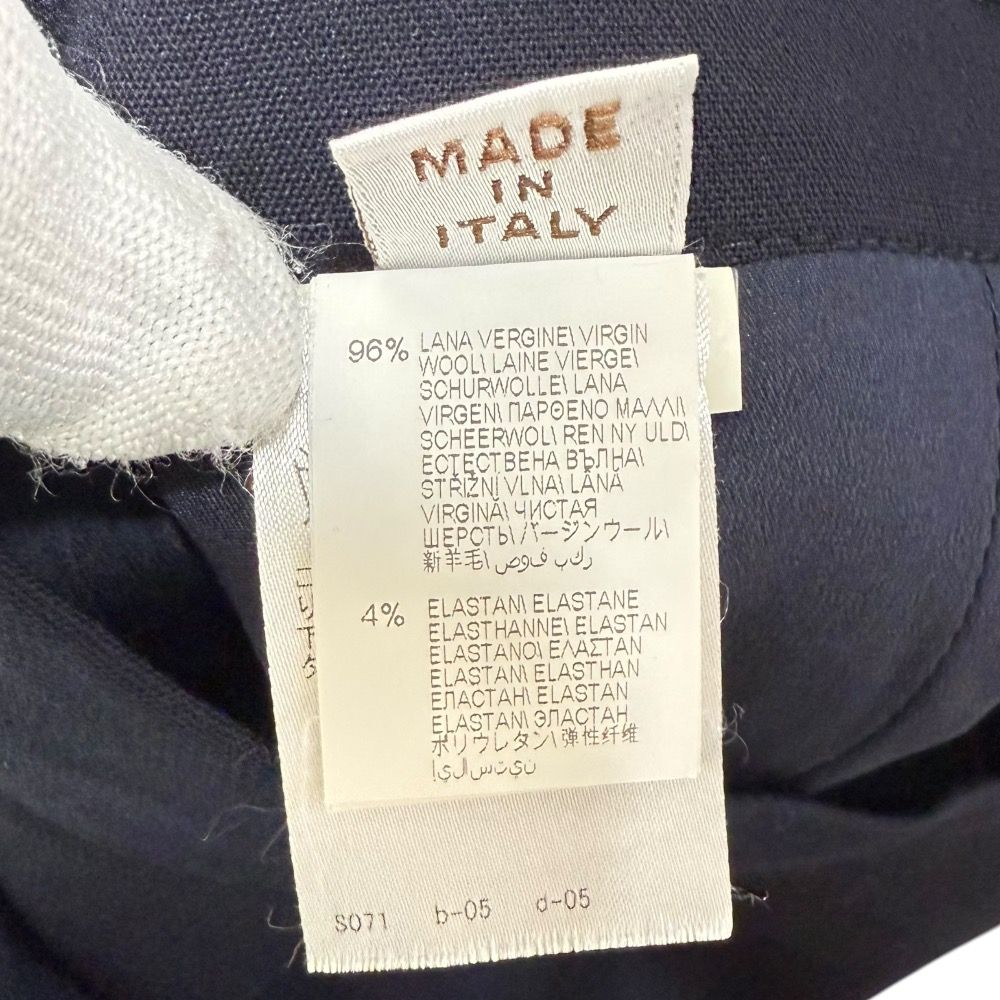 MADE
IN
ITALY
96% LANA VERGINE\ VIRGIN
WOOL\ LAINE VIERGE\
SCHURWOLLE\ LANA
VIRGEN\ ΠΑΡΘΕΝΟ ΜΑΛΛΙ\
SCHEERWOL\ REN NY ULD\
ЕСТЕСТВЕНА ВЪЛНА\
STŘIŽNÍ VLNA\ LÂNĂ
VIRGINĂ\ ЧИСТАЯ
ШЕРСТЬ\ バージンウール\
新羊毛\ صوف بكر
4% ELASTAN\ ELASTANE
ELASTHANNE\ ELASTAN
ELASTANO\ ΕΛΑΣΤΑΝ
ELASTAN\ ELASTHAN
ЕЛАСТАН\ ELASTAN
ELASTAN\ ЭЛАСТАН
ポリウレタン\ 弹性纤维
S071 b-05 d-05